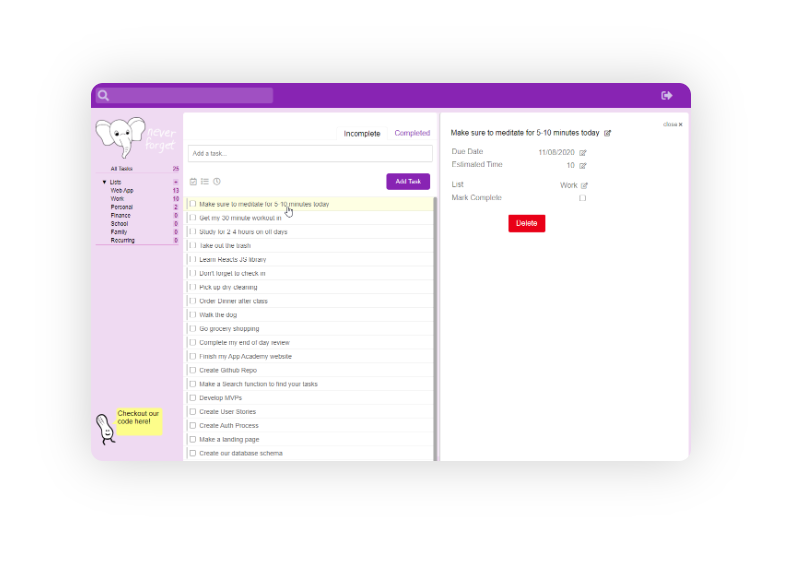 never
forget
All Tasks 25
▼ Lists +
Web App 13
Work 10
Personal 2
Finance 0
School 0
Family 0
Recurring 0
Checkout our
code here!
Incomplete Completed
Add a task...
Add Task
Make sure to meditate for 5-10 minutes today
Get my 30 minute workout in
Study for 2-4 hours on off days
Take out the trash
Learn Reacts JS library
Don't forget to check-in
Pick up dry cleaning
Order Dinner after class
Walk the dog
Go grocery shopping
Complete my end of day review
Finish my App Academy website
Create Github Repo
Make a Search function to find your tasks
Develop MVPs
Create User Stories
Create Auth Process
Make a landing page
Create our database schema
close ×
Make sure to meditate for 5-10 minutes today
Due Date 11/08/2020
Estimated Time 10
List Work
Mark Complete
Delete